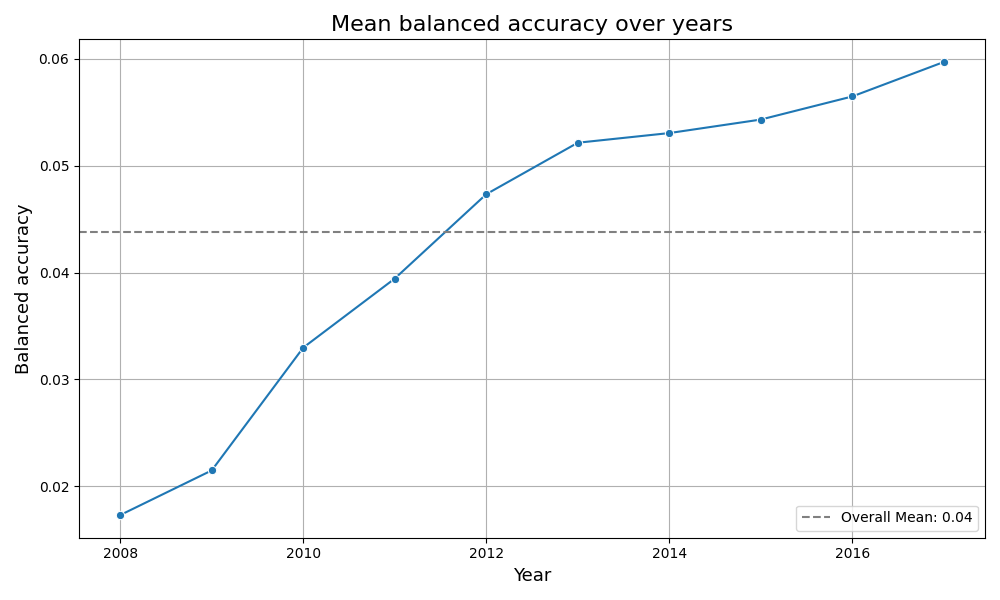 Mean balanced accuracy over years
Balanced accuracy
0.06
0.05
0.04
0.03
0.02
Overall Mean: 0.04
2008 2010 2012 2014 2016
Year